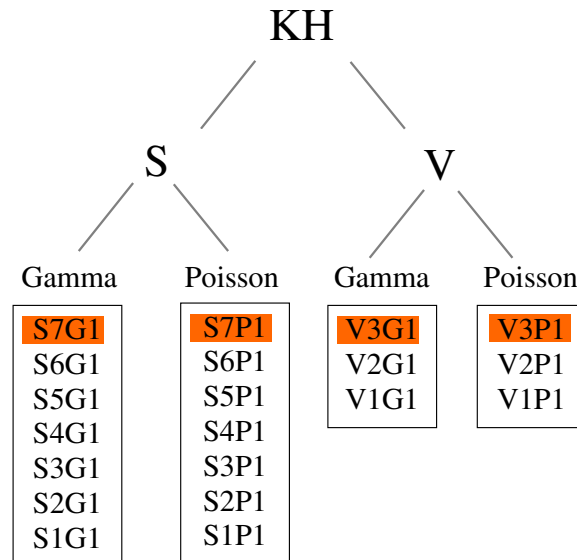 KH
S
V
Gamma
Poisson
Gamma
Poisson
S7G1
S6G1
S5G1
S4G1
S3G1
S2G1
S1G1
S7P1
S6P1
S5P1
S4P1
S3P1
S2P1
S1P1
V3G1
V2G1
V1G1
V3P1
V2P1
V1P1